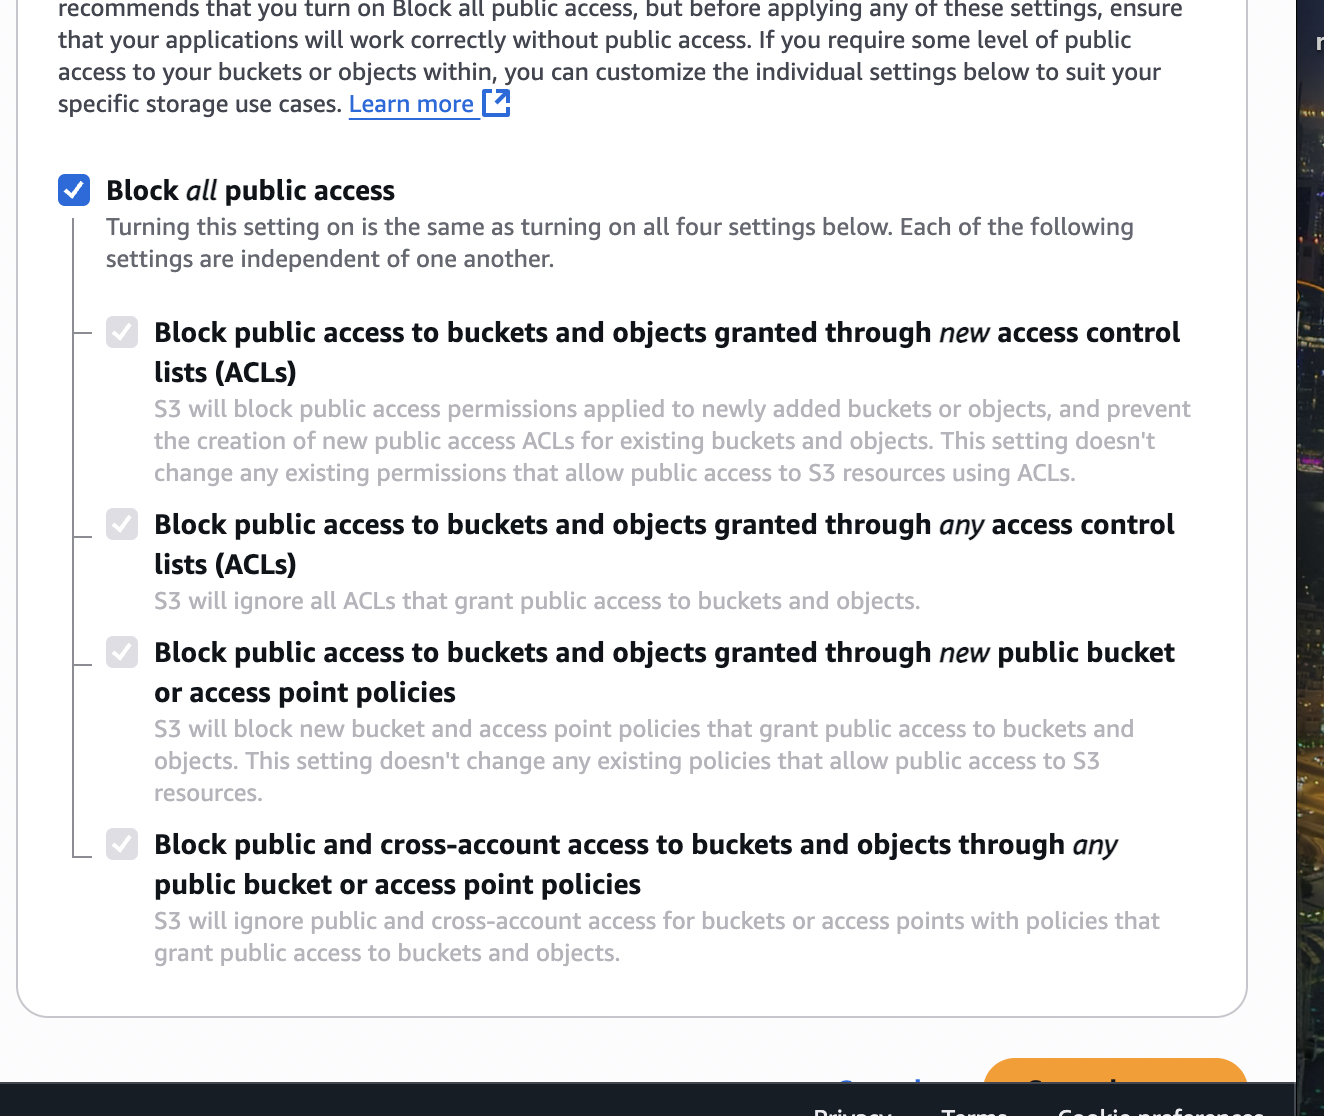 recommends that you turn on Block all public access, but before applying any of these settings, ensure
that your applications will work correctly without public access. If you require some level of public
access to your buckets or objects within, you can customize the individual settings below to suit your
specific storage use cases. Learn more
Block all public access
Turning this setting on is the same as turning on all four settings below. Each of the following
settings are independent of one another.
Block public access to buckets and objects granted through new access control
lists (ACLs)
S3 will block public access permissions applied to newly added buckets or objects, and prevent
the creation of new public access ACLs for existing buckets and objects. This setting doesn't
change any existing permissions that allow public access to S3 resources using ACLs.
Block public access to buckets and objects granted through any access control
lists (ACLs)
S3 will ignore all ACLs that grant public access to buckets and objects.
Block public access to buckets and objects granted through new public bucket
or access point policies
S3 will block new bucket and access point policies that grant public access to buckets and
objects. This setting doesn't change any existing policies that allow public access to S3
resources.
Block public and cross-account access to buckets and objects through any
public bucket or access point policies
S3 will ignore public and cross-account access for buckets or access points with policies that
grant public access to buckets and objects.
Privacy Terms Cookie preferences